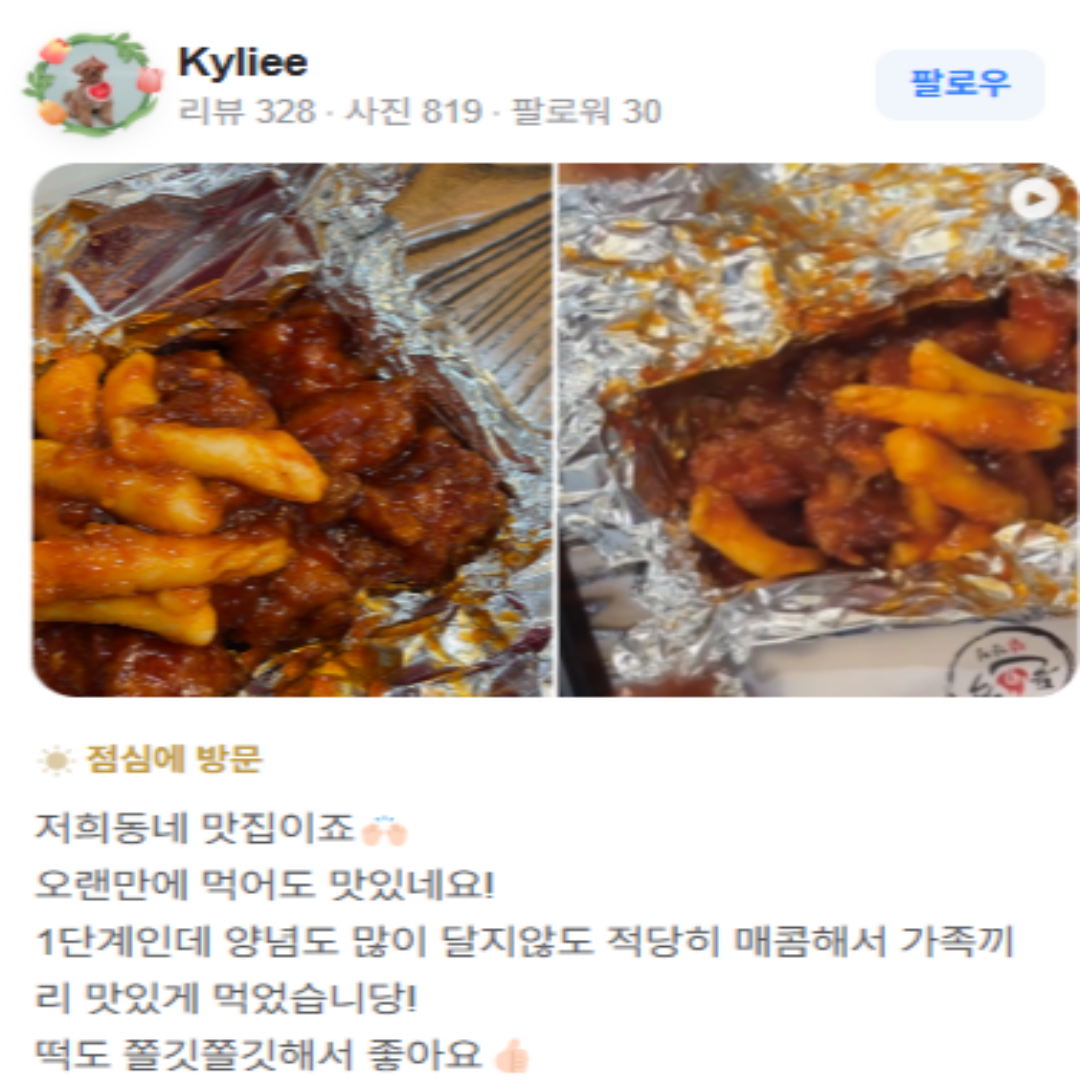 Kyliee
리뷰 328 · 사진 819 · 팔로워 30
팔로우
점심에 방문
저희동네 맛집이죠🙌🏻
오랜만에 먹어도 맛있네요!
1단계인데 양념도 많이 달지않도 적당히 매콤해서 가족끼
리 맛있게 먹었습니당!
떡도 쫄깃쫄깃해서 좋아요👍🏻